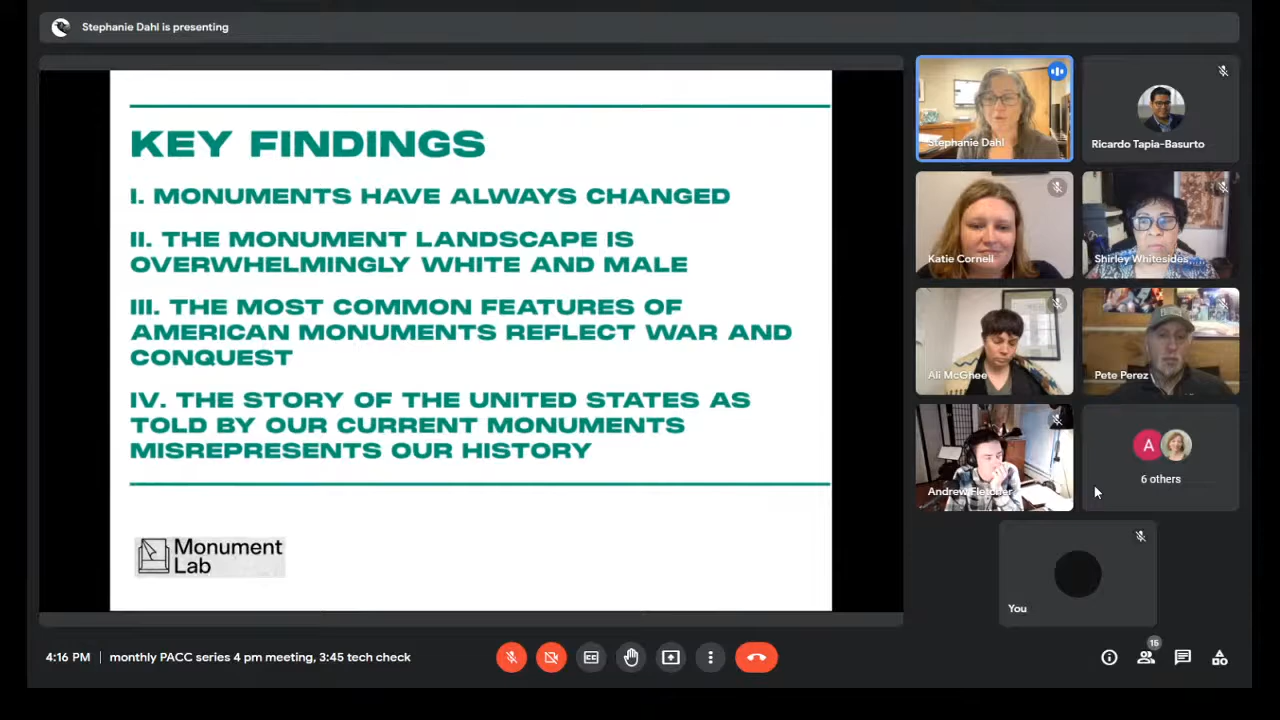 Stephanie Dahl is presenting
KEY FINDINGS
I. MONUMENTS HAVE ALWAYS CHANGED
II. THE MONUMENT LANDSCAPE IS
OVERWHELMINGLY WHITE AND MALE
III. THE MOST COMMON FEATURES OF
AMERICAN MONUMENTS REFLECT WAR AND
CONQUEST
IV. THE STORY OF THE UNITED STATES AS
TOLD BY OUR CURRENT MONUMENTS
MISREPRESENTS OUR HISTORY
Monument
Lab
Stephanie Dahl
Ricardo Tapia-Basurto
Katie Cornell
Shirley Whitesides
Ali McGhee
Pete Perez
Andrew Fletcher
A
6 others
You
4:16 PM | monthly PACC series 4 pm meeting, 3:45 tech check
CC
15